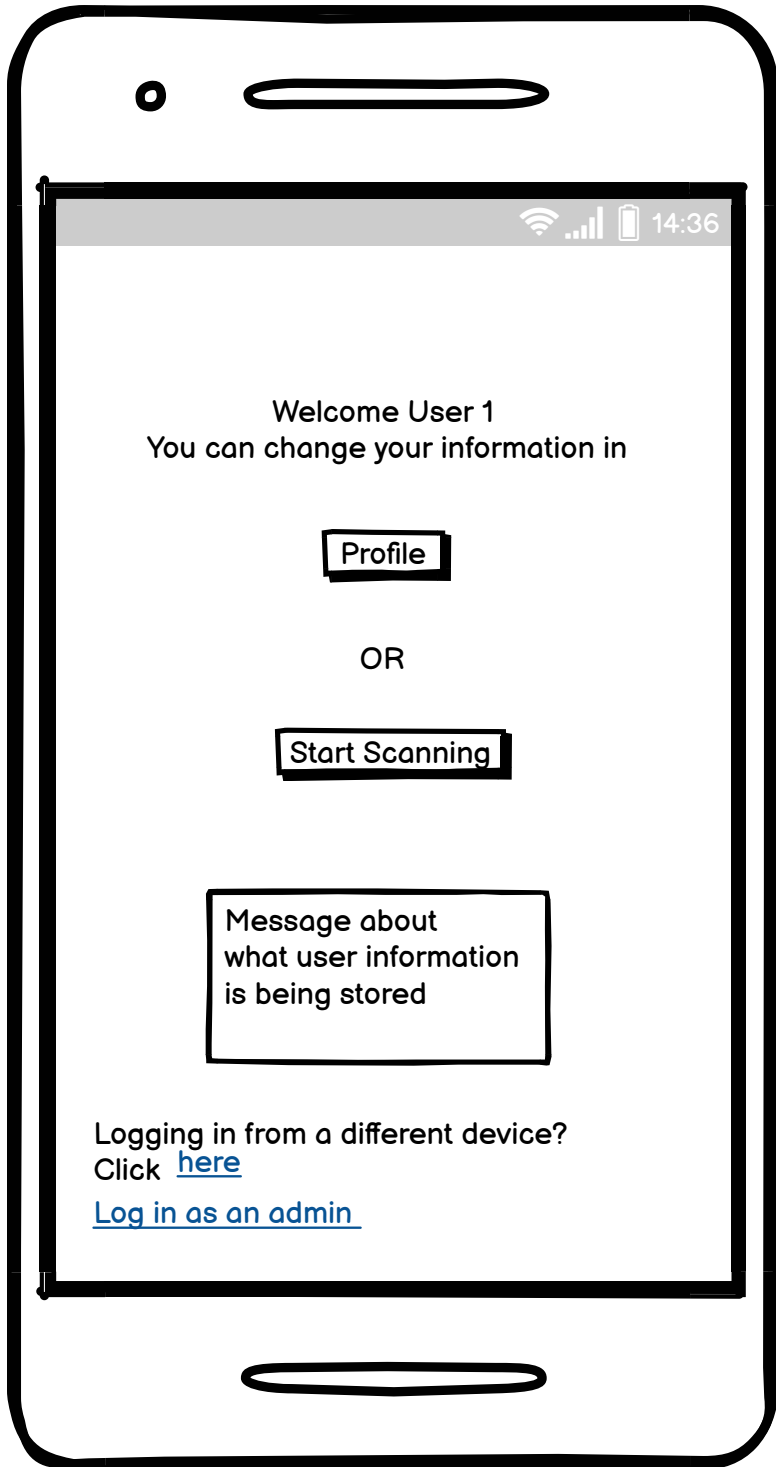 14:36
Welcome User 1
You can change your information in
Profile
OR
Start Scanning
Message about
what user information
is being stored
Logging in from a different device?
Click here
Log in as an admin